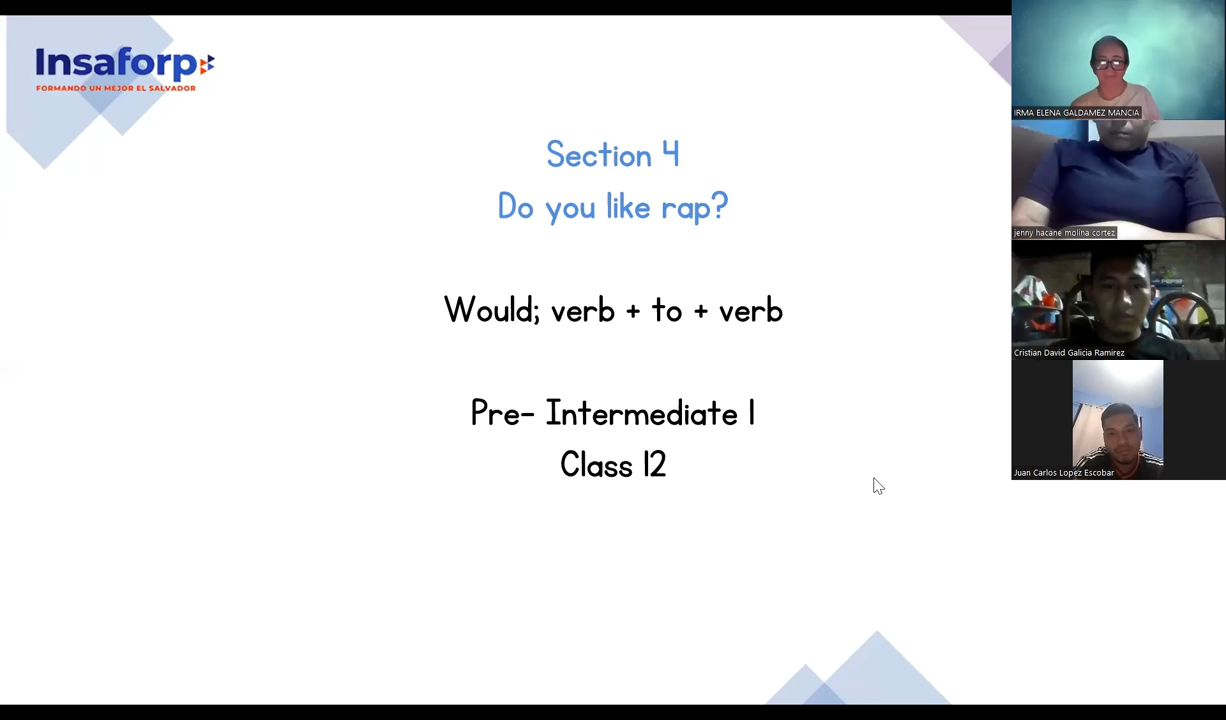 Insaforp
FORMANDO UN MEJOR EL SALVADOR
Section 4
Do you like rap?
Would; verb + to + verb
Pre- Intermediate 1
Class 12
IRMA ELENA GALDAMEZ MANCIA
jenny hacane molina cortez
Cristian David Galicia Ramirez
Juan Carlos Lopez Escobar